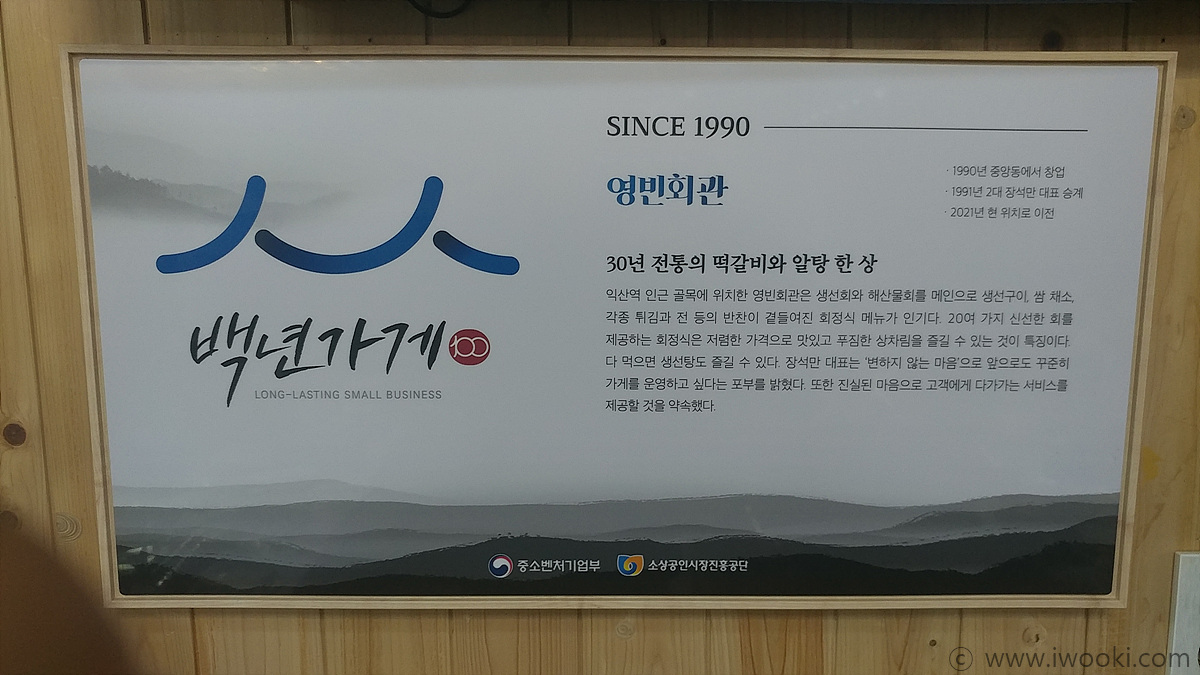 SINCE 1990
영빈회관
· 1990년 중앙동에서 창업
· 1991년 2대 장석만 대표 승계
· 2021년 현 위치로 이전
30년 전통의 떡갈비와 알탕 한 상
익산역 인근 골목에 위치한 영빈회관은 생선회와 해산물회를 메인으로 생선구이, 쌈 채소,
각종 튀김과 전 등의 반찬이 곁들여진 회정식 메뉴가 인기다. 20여 가지 신선한 회를
제공하는 회정식은 저렴한 가격으로 맛있고 푸짐한 상차림을 즐길 수 있는 것이 특징이다.
다 먹으면 생선탕도 즐길 수 있다. 장석만 대표는 '변하지 않는 마음'으로 앞으로도 꾸준히
가게를 운영하고 싶다는 포부를 밝혔다. 또한 진실된 마음으로 고객에게 다가가는 서비스를
제공할 것을 약속했다.
백년가게 100
LONG-LASTING SMALL BUSINESS
중소벤처기업부 소상공인시장진흥공단
© www.iwooki.com